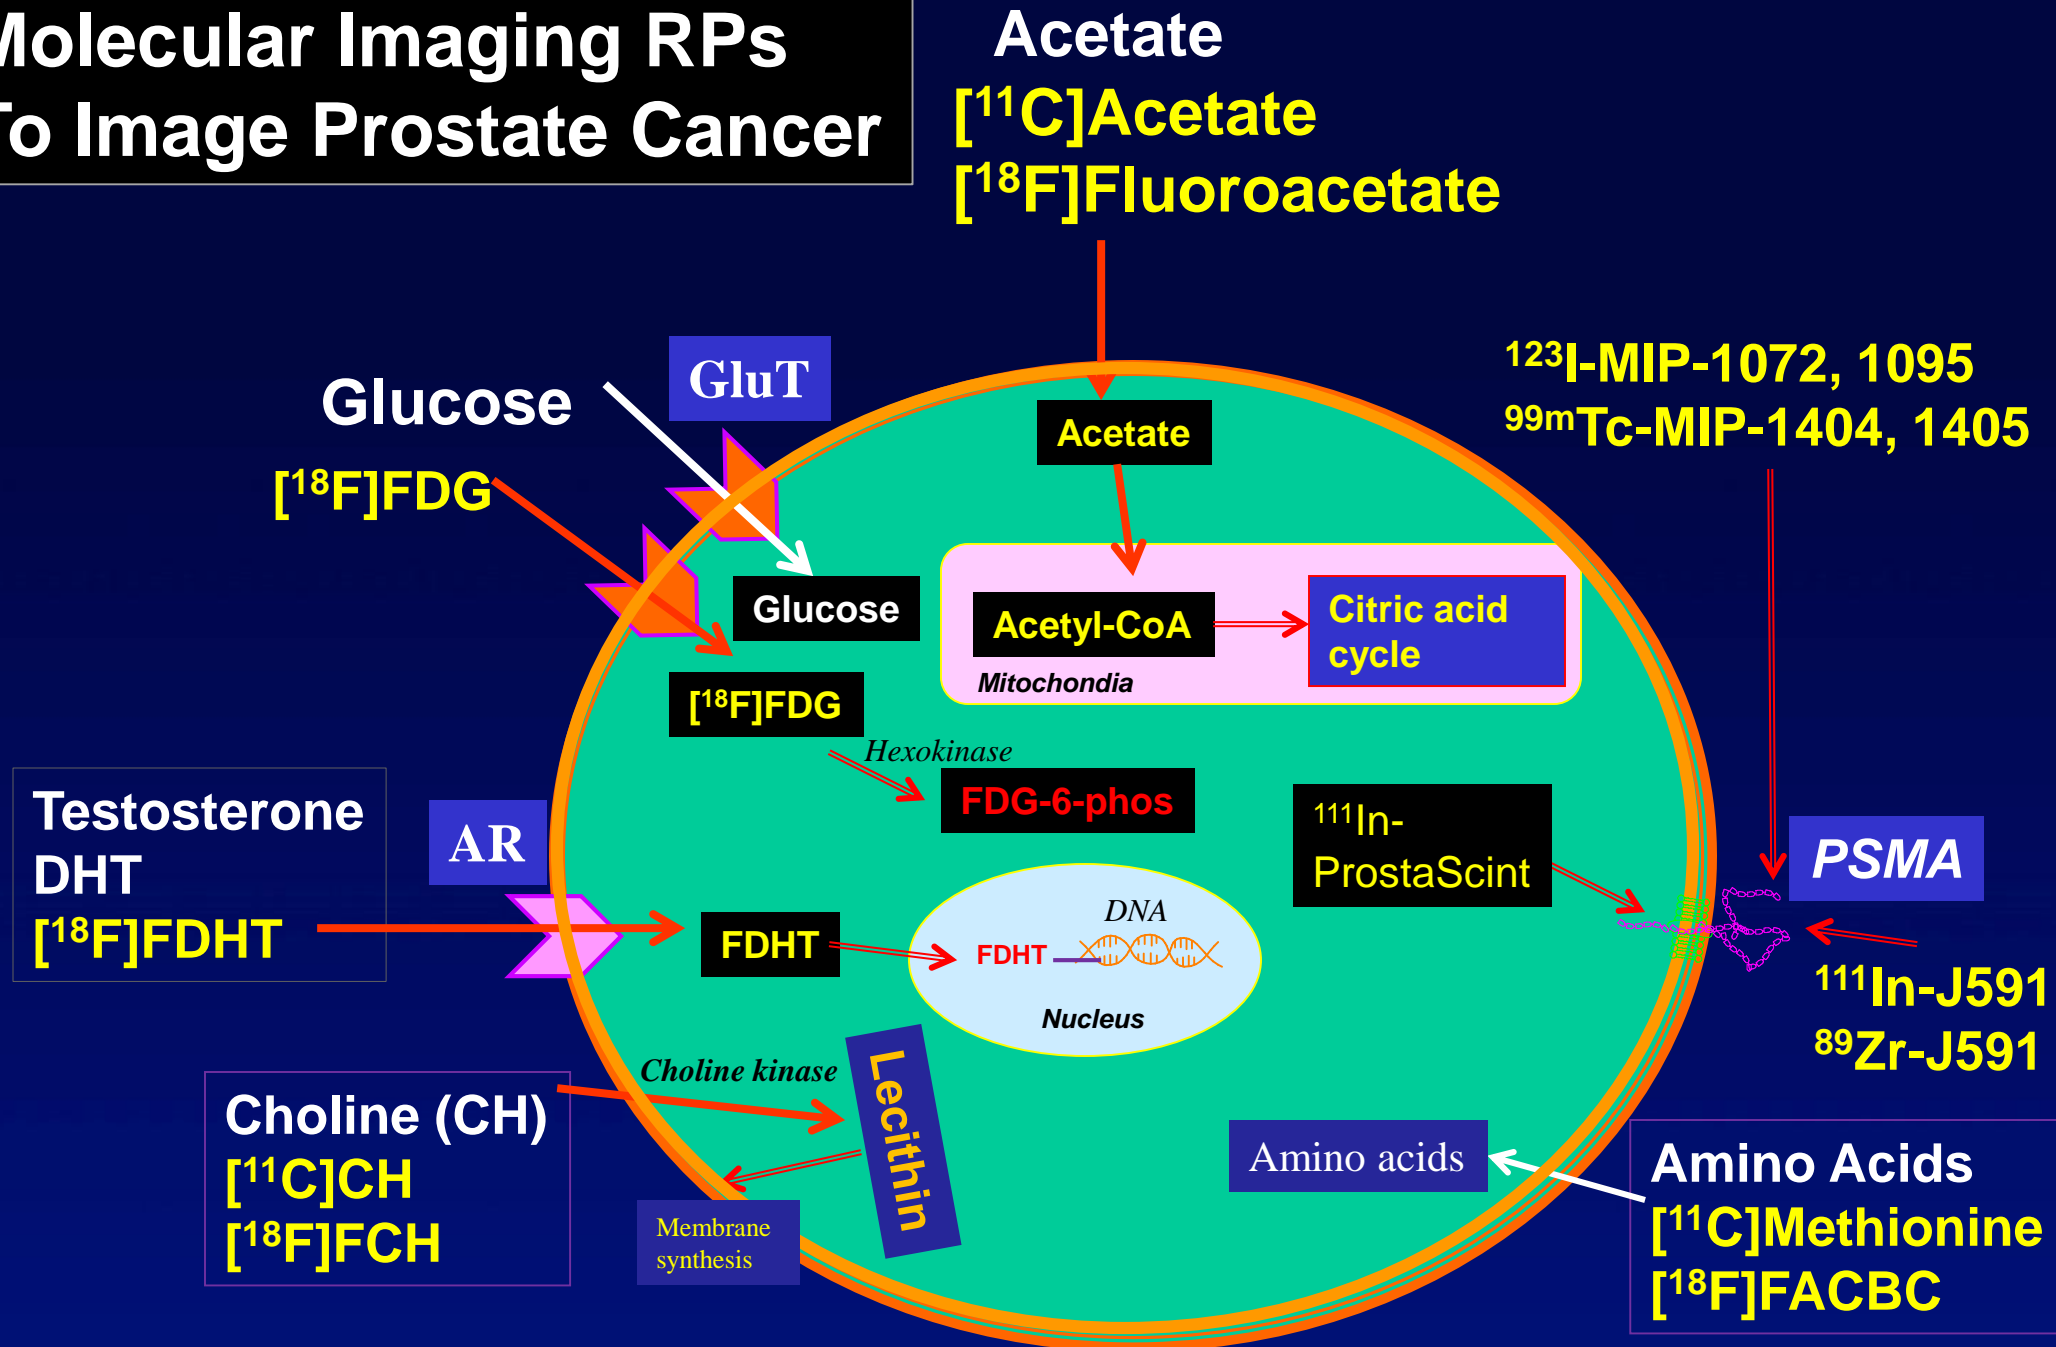 Molecular Imaging RPs
To Image Prostate Cancer
Acetate
[¹¹C]Acetate
[¹⁸F]Fluoroacetate
GluT
Glucose
[¹⁸F]FDG
¹²³I-MIP-1072, 1095
⁹⁹ᵐTc-MIP-1404, 1405
Acetate
Glucose
Acetyl-CoA
Citric acid
cycle
Mitochondia
[¹⁸F]FDG
Hexokinase
FDG-6-phos
Testosterone
DHT
[¹⁸F]FDHT
AR
¹¹¹In-
ProstaScint
PSMA
FDHT
FDHT
DNA
Nucleus
¹¹¹In-J591
⁸⁹Zr-J591
Choline kinase
Lecithin
Choline (CH)
[¹¹C]CH
[¹⁸F]FCH
Membrane
synthesis
Amino acids
Amino Acids
[¹¹C]Methionine
[¹⁸F]FACBC